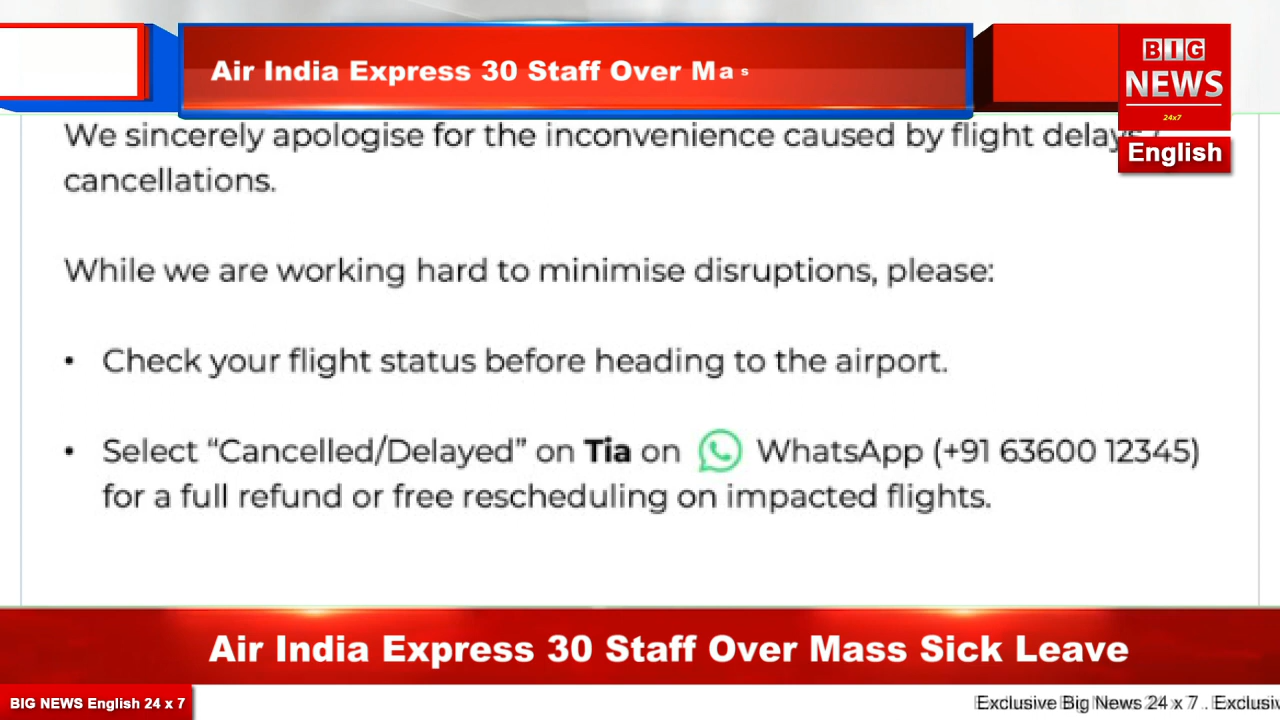 Air India Express 30 Staff Over Mas
BIG
NEWS
24x7
English
We sincerely apologise for the inconvenience caused by flight delays
cancellations.
While we are working hard to minimise disruptions, please:
• Check your flight status before heading to the airport.
• Select “Cancelled/Delayed” on Tia on WhatsApp (+91 63600 12345)
for a full refund or free rescheduling on impacted flights.
Air India Express 30 Staff Over Mass Sick Leave
BIG NEWS English 24 x 7
Exclusive Big News 24 x 7 . Exclusiv